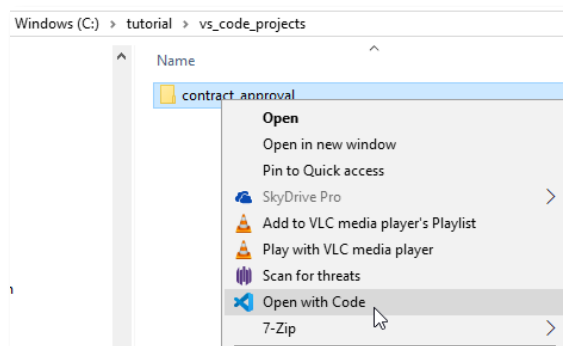 Windows (C:) > tutorial > vs_code_projects
Name
contract_approval
Open
Open in new window
Pin to Quick access
SkyDrive Pro
Add to VLC media player's Playlist
Play with VLC media player
Scan for threats
Open with Code
7-Zip